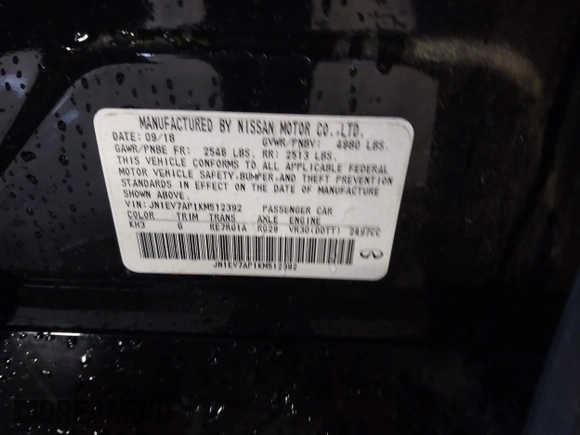 MANUFACTURED BY NISSAN MOTOR CO.,LTD.
DATE: 09/18 GVWR/PNBV: 4980 LBS.
GAWR/PNBE FR: 2546 LBS. RR: 2513 LBS.
THIS VEHICLE CONFORMS TO ALL APPLICABLE FEDERAL
MOTOR VEHICLE SAFETY,BUMPER,AND THEFT PREVENTION
STANDARDS IN EFFECT ON THE DATE OF MANUFACTURE
SHOWN ABOVE.
VIN: JN1EV7AP1KM512392 PASSENGER CAR
COLOR TRIM TRANS AXLE ENGINE
KH3 G RE7R01A RG29 VR30(DDTT) 2997CC
JN1EV7AP1KM512392